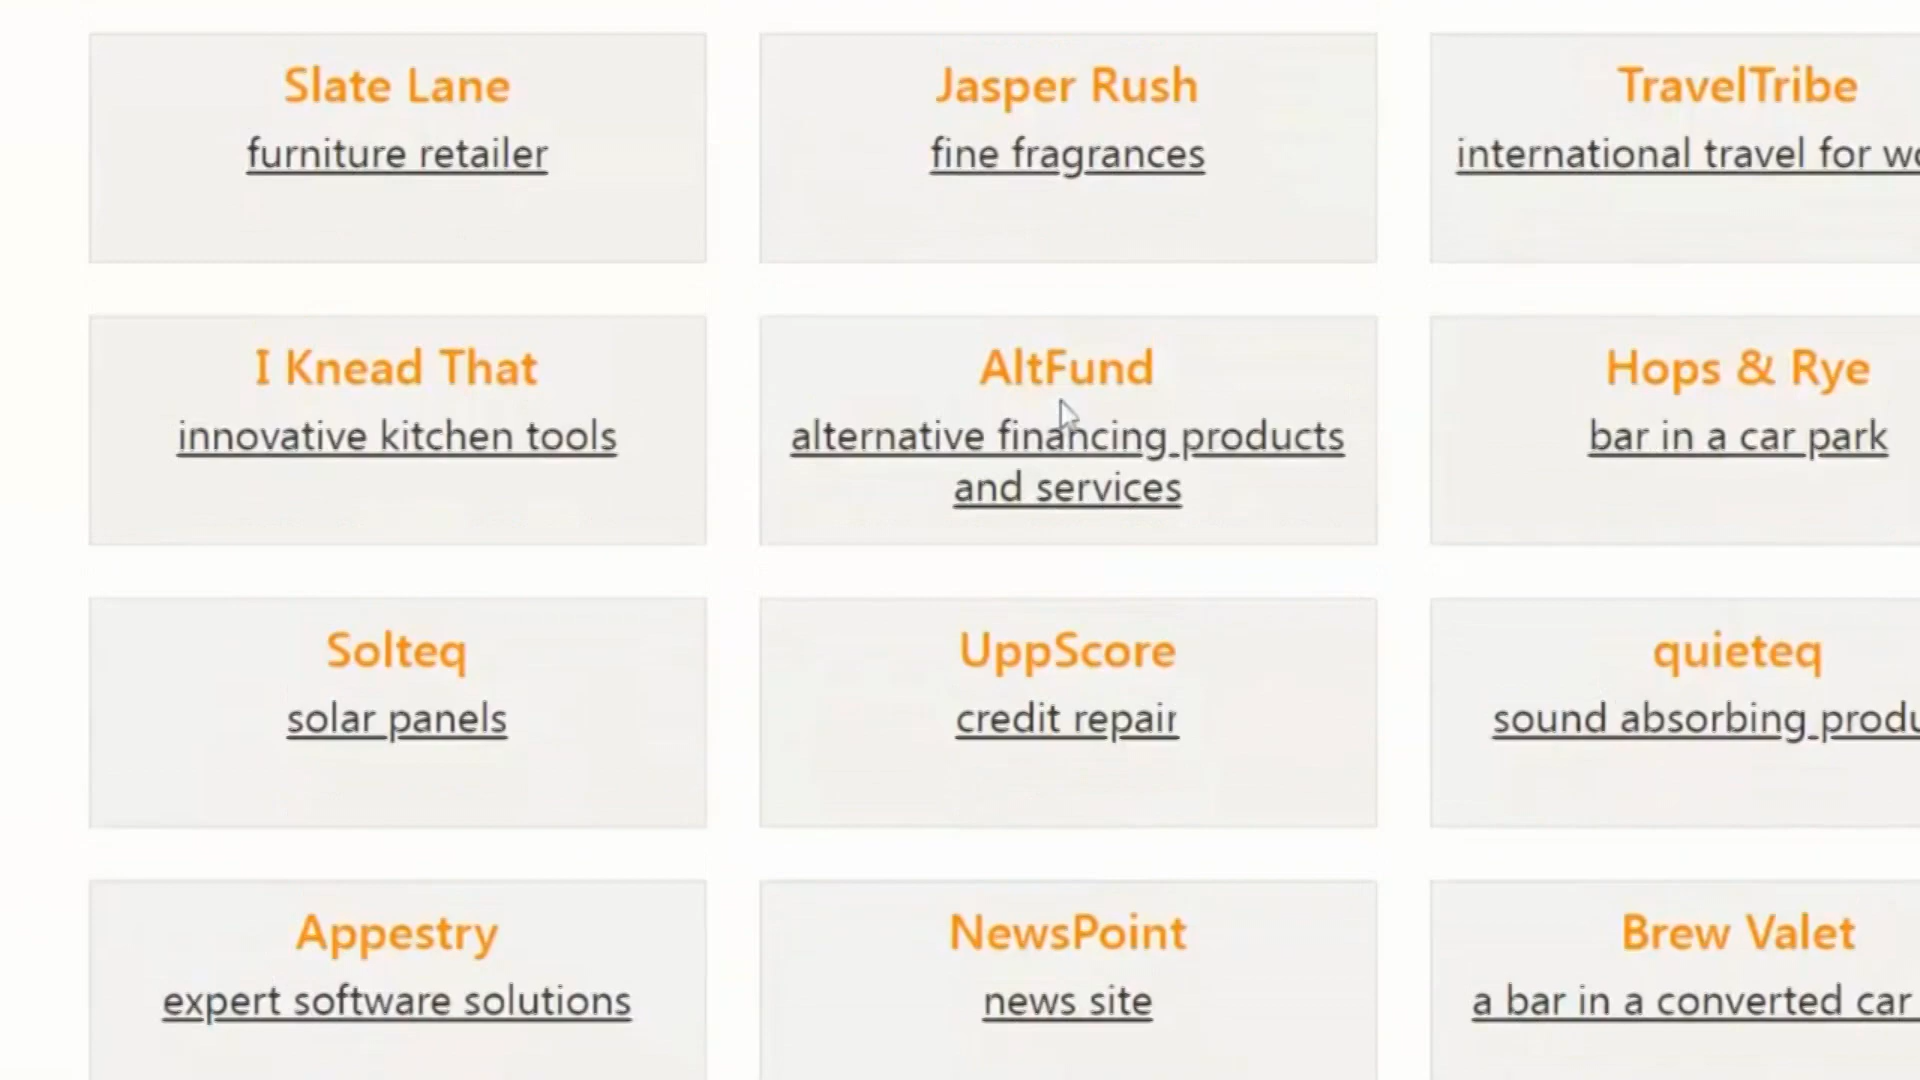 Slate Lane
furniture retailer
Jasper Rush
fine fragrances
TravelTribe
international travel for
I Knead That
innovative kitchen tools
AltFund
alternative financing products
and services
Hops & Rye
bar in a car park
Solteq
solar panels
UppScore
credit repair
quieteq
sound absorbing
Appestry
expert software solutions
NewsPoint
news site
Brew Valet
a bar in a converted car